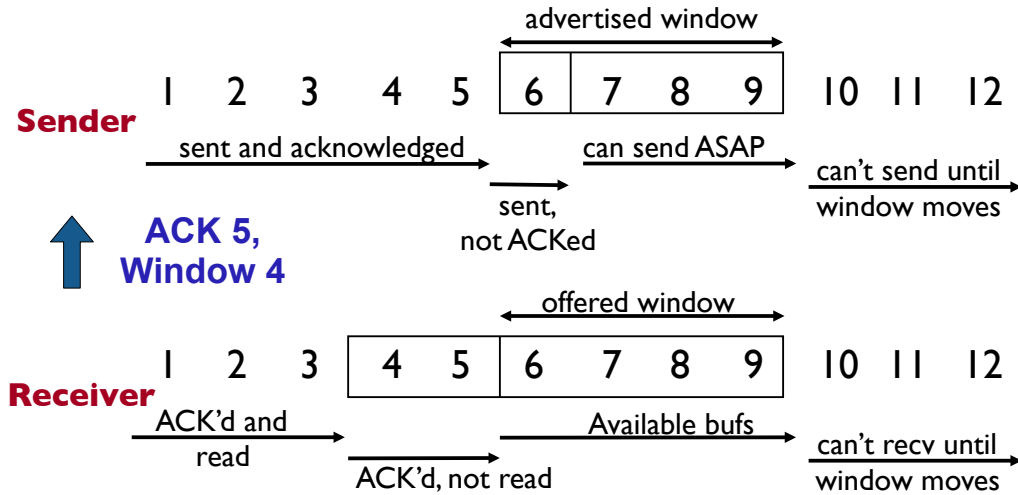 advertised window
1 2 3 4 5 6 7 8 9 10 11 12
Sender
sent and acknowledged
can send ASAP
can't send until
window moves
sent,
not ACKed
ACK 5,
Window 4
offered window
1 2 3 4 5 6 7 8 9 10 11 12
Receiver
ACK'd and
read
Available bufs
ACK'd, not read
can't recv until
window moves